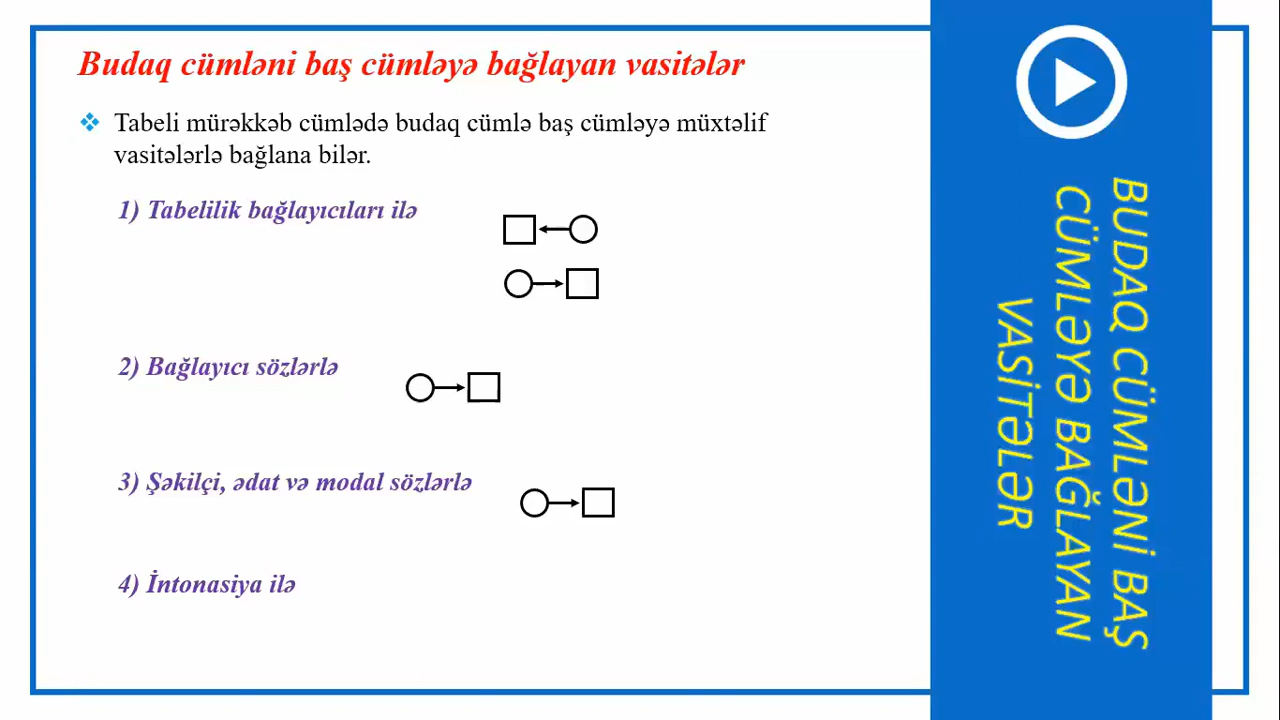 Budaq cümləni baş cümləyə bağlayan vasitələr
Tabeli mürəkkəb cümlədə budaq cümlə baş cümləyə müxtəlif
vasitələrlə bağlana bilər.
1) Tabelilik bağlayıcıları ilə
2) Bağlayıcı sözlərlə
3) Şəkilçi, ədat və modal sözlərlə
4) İntonasiya ilə
BUDAQ CÜMLƏNİ BAŞ
CÜMLƏYƏ BAĞLAYAN
VASİTƏLƏR